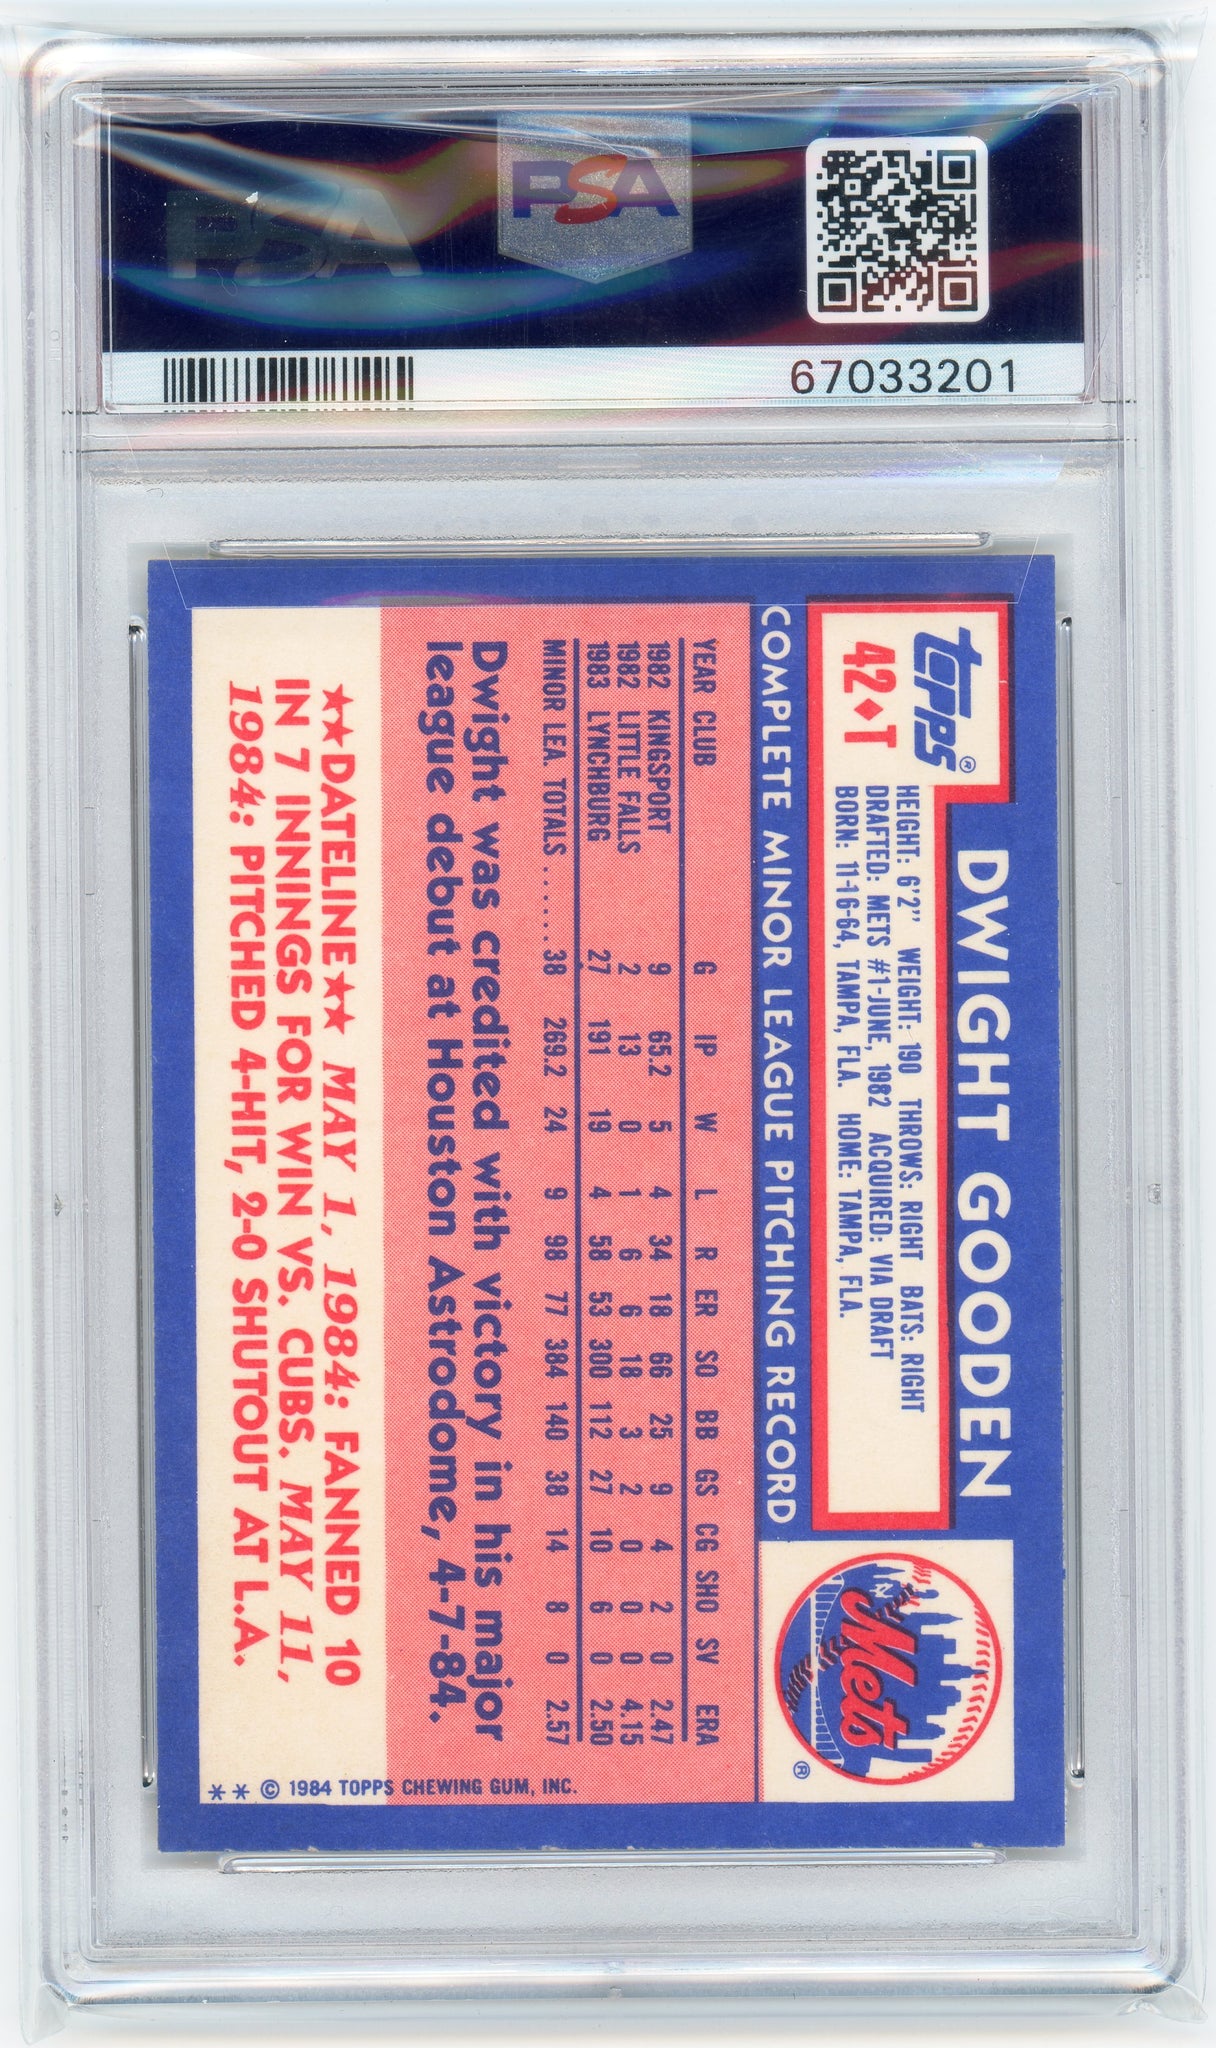 PSA
PSA
67033201
topps®
42♦T
DWIGHT GOODEN
HEIGHT: 6'2" WEIGHT: 190 THROWS: RIGHT BATS: RIGHT
DRAFTED: METS #1-JUNE, 1982 ACQUIRED: VIA DRAFT
BORN: 11-16-64, TAMPA, FLA. HOME: TAMPA, FLA.
Mets
NY
®
COMPLETE MINOR LEAGUE PITCHING RECORD
YEAR CLUB G IP W L R ER SO BB GS CG SHO SV ERA
1982 KINGSPORT 9 65.2 5 4 34 18 66 25 9 4 2 0 2.47
1982 LITTLE FALLS 2 13 0 1 6 6 18 3 2 0 0 0 4.15
1983 LYNCHBURG 27 191 19 4 58 53 300 112 27 10 6 0 2.50
MINOR LEA. TOTALS ...... 38 269.2 24 9 98 77 384 140 38 14 8 0 2.57
Dwight was credited with victory in his major
league debut at Houston Astrodome, 4-7-84.
★★DATELINE★★ MAY 1, 1984: FANNED 10
IN 7 INNINGS FOR WIN VS. CUBS. MAY 11,
1984: PITCHED 4-HIT, 2-0 SHUTOUT AT L.A.
** © 1984 TOPPS CHEWING GUM, INC.